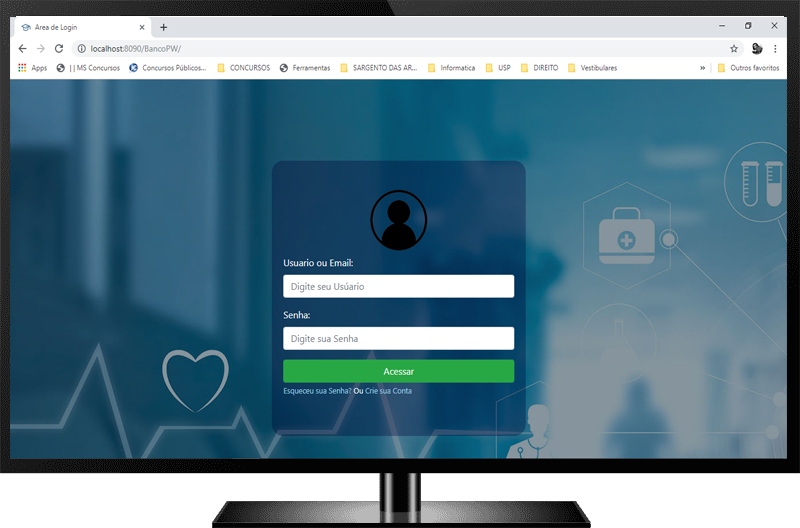 Area de Login
localhost:8090/BancoPW/
Apps
| | MS Concursos
Concursos Públicos...
CONCURSOS
Ferramentas
SARGENTO DAS AR...
Informatica
USP
DIREITO
Vestibulares
»
Outros favoritos
Usuario ou Email:
Digite seu Usúario
Senha:
Digite sua Senha
Acessar
Esqueceu sua Senha? Ou Crie sua Conta